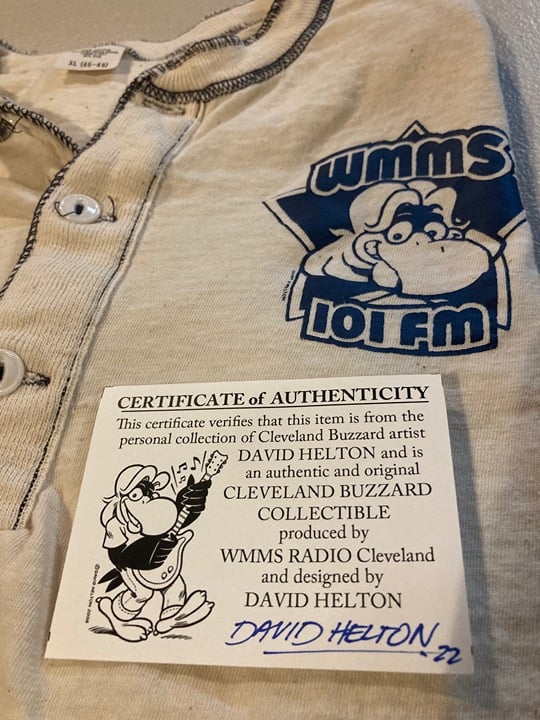 XL (46-48)
WMMS
101 FM
CERTIFICATE of AUTHENTICITY
This certificate verifies that this item is from the
personal collection of Cleveland Buzzard artist
DAVID HELTON and is
an authentic and original
CLEVELAND BUZZARD
COLLECTIBLE
produced by
WMMS RADIO Cleveland
and designed by
DAVID HELTON
DAVID HELTON
-22